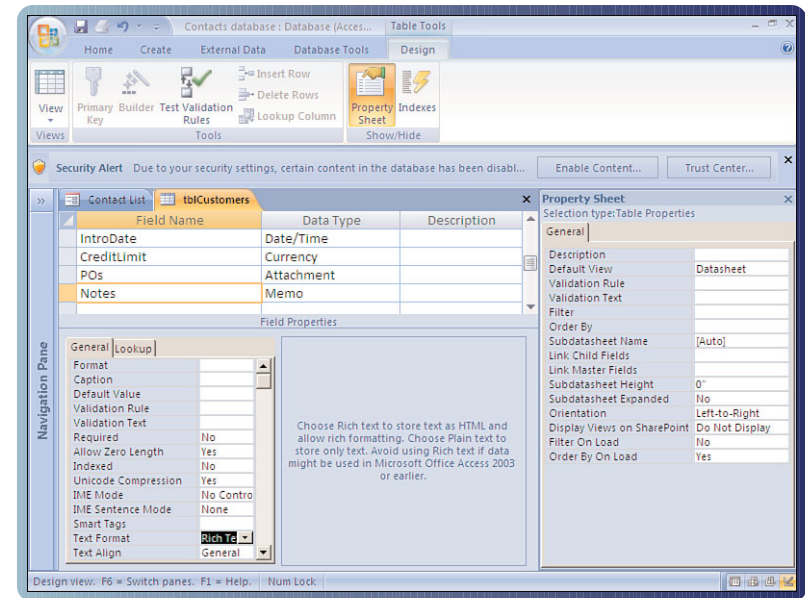 Contacts database : Database (Acces... Table Tools
Home Create External Data Database Tools Design
View
Primary Key
Builder
Test Validation Rules
Insert Row
Delete Rows
Lookup Column
Property Sheet
Indexes
Views Tools Show/Hide
Security Alert Due to your security settings, certain content in the database has been disabl... Enable Content... Trust Center...
Navigation Pane
Contact List tblCustomers
Field Name Data Type Description
IntroDate Date/Time
CreditLimit Currency
POs Attachment
Notes Memo
Field Properties
General Lookup
Format
Caption
Default Value
Validation Rule
Validation Text
Required No
Allow Zero Length Yes
Indexed No
Unicode Compression Yes
IME Mode No Contro
IME Sentence Mode None
Smart Tags
Text Format Rich Te
Text Align General
Choose Rich text to store text as HTML and
allow rich formatting. Choose Plain text to
store only text. Avoid using Rich text if data
might be used in Microsoft Office Access 2003
or earlier.
Property Sheet
Selection type:Table Properties
General
Description
Default View Datasheet
Validation Rule
Validation Text
Filter
Order By
Subdatasheet Name [Auto]
Link Child Fields
Link Master Fields
Subdatasheet Height 0"
Subdatasheet Expanded No
Orientation Left-to-Right
Display Views on SharePoint Do Not Display
Filter On Load No
Order By On Load Yes
Design view. F6 = Switch panes. F1 = Help. Num Lock